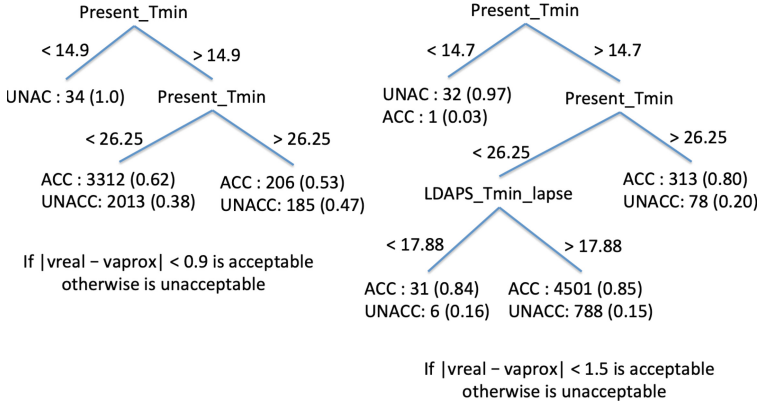 Present_Tmin
< 14.9
> 14.9
UNAC : 34 (1.0)
Present_Tmin
< 26.25
> 26.25
ACC : 3312 (0.62)
UNACC: 2013 (0.38)
ACC : 206 (0.53)
UNACC: 185 (0.47)
If |vreal − vaprox| < 0.9 is acceptable
otherwise is unacceptable
Present_Tmin
< 14.7
> 14.7
UNAC : 32 (0.97)
ACC : 1 (0.03)
Present_Tmin
< 26.25
> 26.25
LDAPS_Tmin_lapse
ACC : 313 (0.80)
UNACC: 78 (0.20)
< 17.88
> 17.88
ACC : 31 (0.84)
UNACC: 6 (0.16)
ACC : 4501 (0.85)
UNACC: 788 (0.15)
If |vreal − vaprox| < 1.5 is acceptable
otherwise is unacceptable